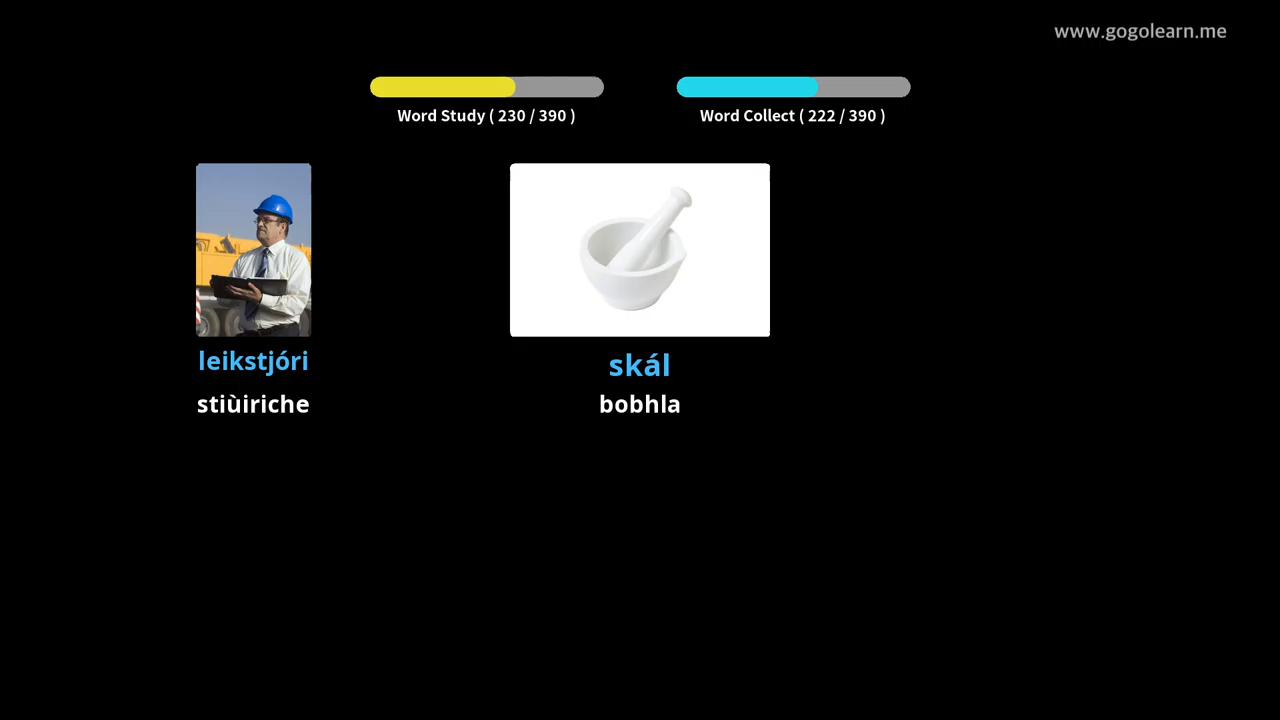 www.gogolearn.me
Word Study ( 230 / 390 )
Word Collect ( 222 / 390 )
leikstjóri
stiùiriche
skál
bobhla